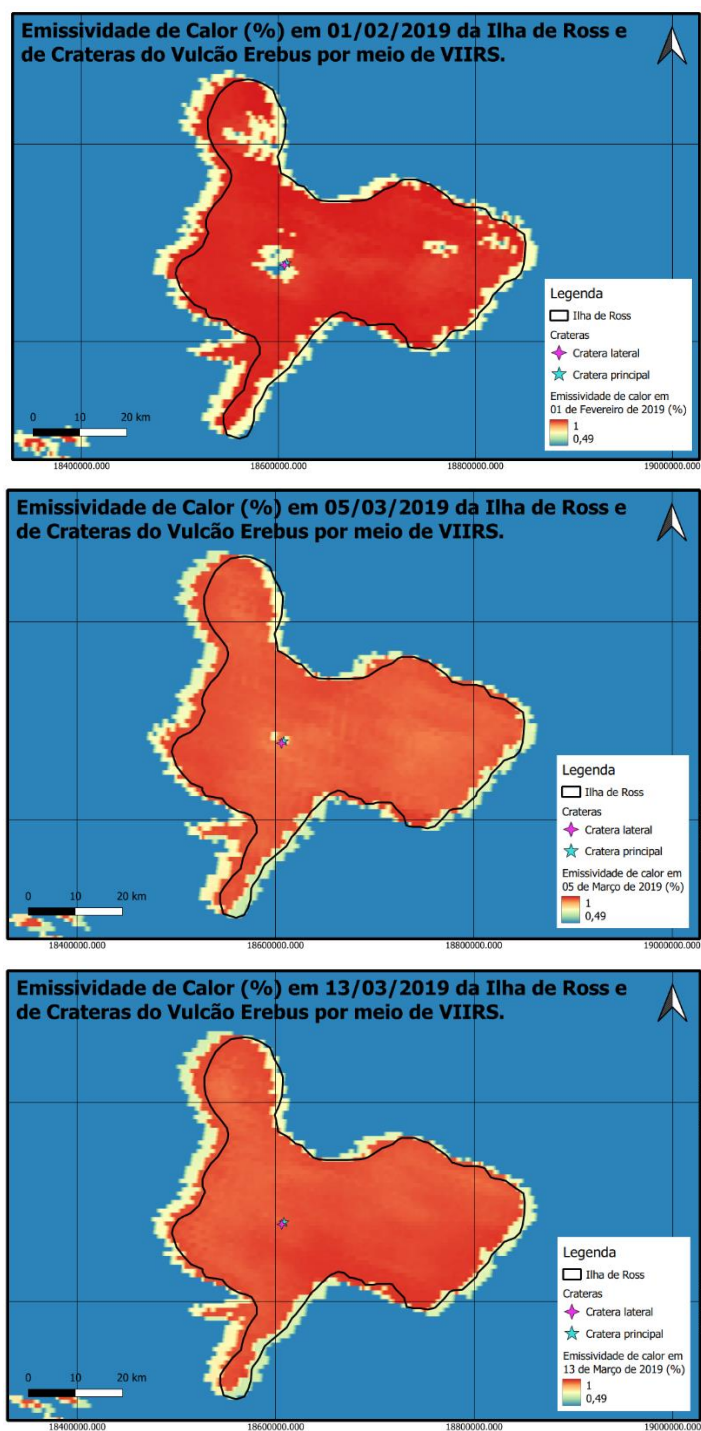 Emissividade de Calor (%) em 01/02/2019 da Ilha de Ross e
de Crateras do Vulcão Erebus por meio de VIIRS.
Legenda
Ilha de Ross
Crateras
Cratera lateral
Cratera principal
Emissividade de calor em
01 de Fevereiro de 2019 (%)
1
0,49
0 10 20 km
18400000.000 18600000.000 18800000.000 19000000.000
Emissividade de Calor (%) em 05/03/2019 da Ilha de Ross e
de Crateras do Vulcão Erebus por meio de VIIRS.
Legenda
Ilha de Ross
Crateras
Cratera lateral
Cratera principal
Emissividade de calor em
05 de Março de 2019 (%)
1
0,49
0 10 20 km
18400000.000 18600000.000 18800000.000 19000000.000
Emissividade de Calor (%) em 13/03/2019 da Ilha de Ross e
de Crateras do Vulcão Erebus por meio de VIIRS.
Legenda
Ilha de Ross
Crateras
Cratera lateral
Cratera principal
Emissividade de calor em
13 de Março de 2019 (%)
1
0,49
0 10 20 km
18400000.000 18600000.000 18800000.000 19000000.000